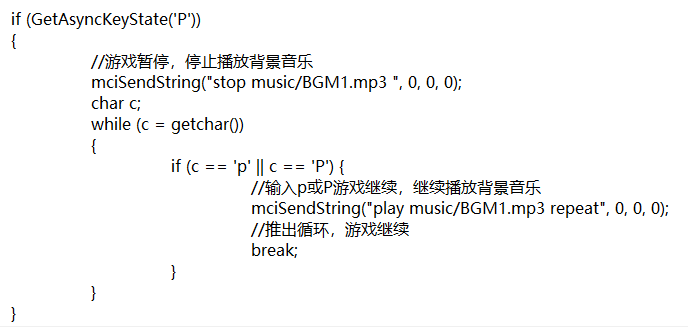 if (GetAsyncKeyState('P'))
{
//游戏暂停，停止播放背景音乐
mciSendString("stop music/BGM1.mp3 ", 0, 0, 0);
char c;
while (c = getchar())
{
if (c == 'p' || c == 'P') {
//输入p或P游戏继续，继续播放背景音乐
mciSendString("play music/BGM1.mp3 repeat", 0, 0, 0);
//推出循环，游戏继续
break;
}
}
}